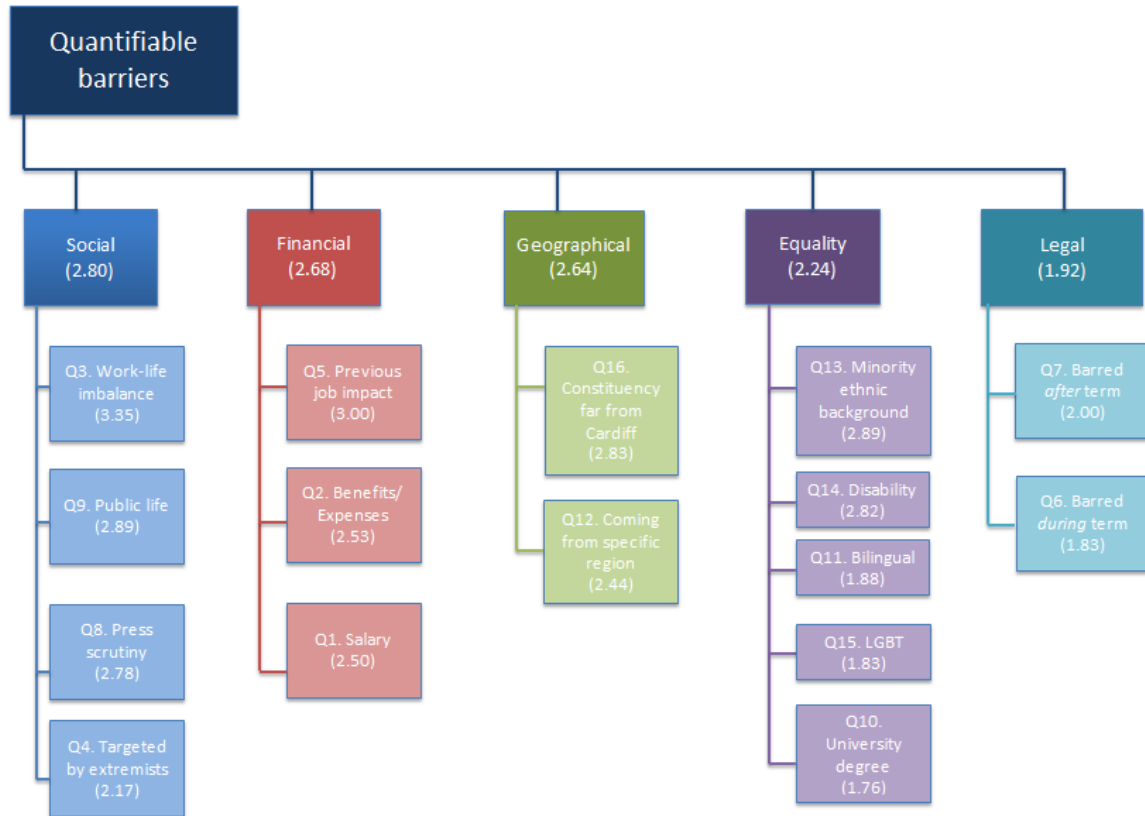 Quantifiable
barriers
Social
(2.80)
Financial
(2.68)
Geographical
(2.64)
Equality
(2.24)
Legal
(1.92)
Q3. Work-life
imbalance
(3.35)
Q9. Public life
(2.89)
Q8. Press
scrutiny
(2.78)
Q4. Targeted
by extremists
(2.17)
Q5. Previous
job impact
(3.00)
Q2. Benefits/
Expenses
(2.53)
Q1. Salary
(2.50)
Q16.
Constituency
far from
Cardiff
(2.83)
Q12. Coming
from specific
region
(2.44)
Q13. Minority
ethnic
background
(2.89)
Q14. Disability
(2.82)
Q11. Bilingual
(1.88)
Q15. LGBT
(1.83)
Q10.
University
degree
(1.76)
Q7. Barred
after term
(2.00)
Q6. Barred
during term
(1.83)